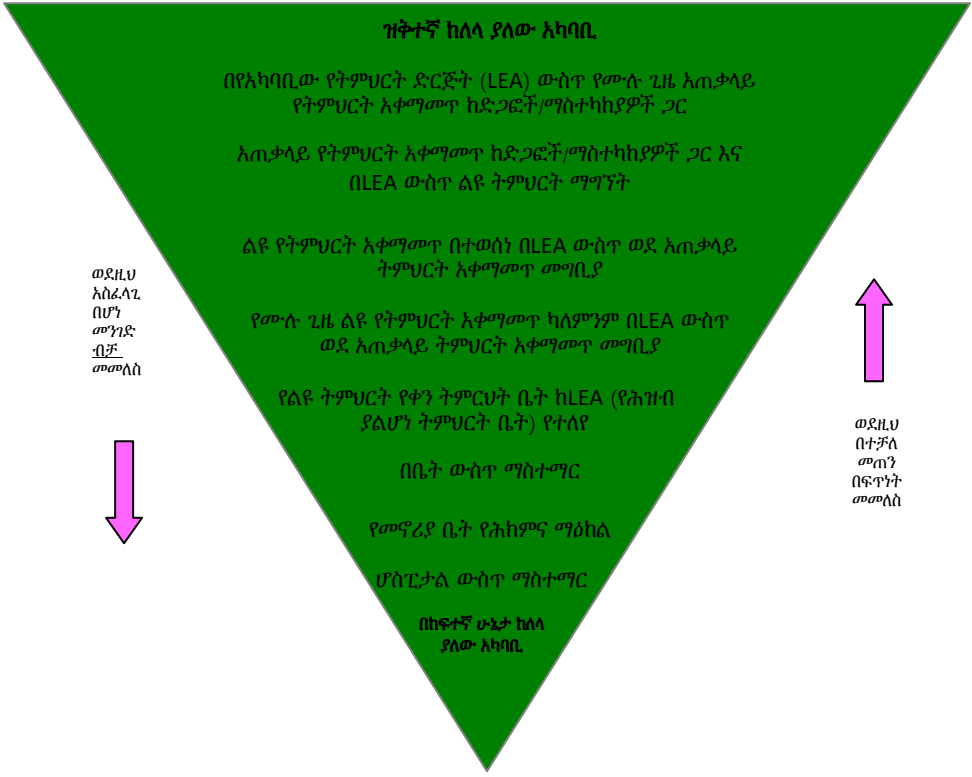 ዝቅተኛ ከለላ ያለው አካባቢ
በየአካባቢው የትምህርት ድርጅት (LEA) ውስጥ የሙሉ ጊዜ አጠቃላይ
የትምህርት አቀማመጥ ከድጋፎች/ማስተካከያዎች ጋር
አጠቃላይ የትምህርት አቀማመጥ ከድጋፎች/ማስተካከያዎች ጋር እና
በLEA ውስጥ ልዩ ትምህርት ማግኘት
ልዩ የትምህርት አቀማመጥ በተወሰነ በLEA ውስጥ ወደ አጠቃላይ
ትምህርት አቀማመጥ መግቢያ
የሙሉ ጊዜ ልዩ የትምህርት አቀማመጥ ካለምንም በLEA ውስጥ
ወደ አጠቃላይ ትምህርት አቀማመጥ መግቢያ
የልዩ ትምህርት የቀን ትምርህት ቤት ከLEA (የሕዝብ
ያልሆነ ትምህርት ቤት) የተለየ
በቤት ውስጥ ማስተማር
የመኖሪያ ቤት የሕክምና ማዕከል
ሆስፒታል ውስጥ ማስተማር
በከፍተኛ ሁኔታ ከለላ
ያለው አካባቢ
ወደዚህ
አስፈላጊ
በሆነ
መንገድ
ብቻ
መመለስ
ወደዚህ
በተቻለ
መጠን
በፍጥነት
መመለስ